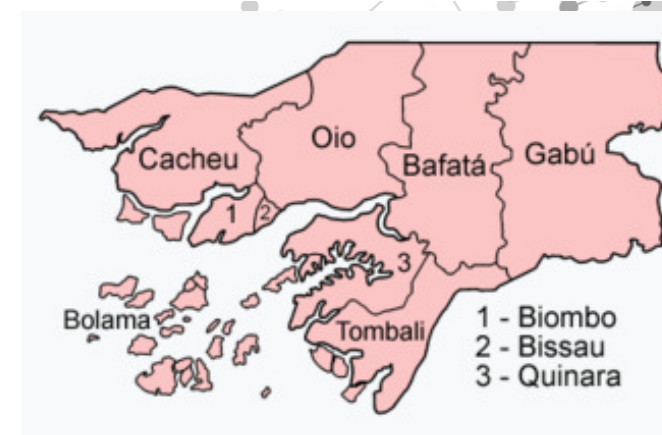 Oio
Cacheu
Bafatá
Gabú
1
2
3
Bolama
Tombali
1 - Biombo
2 - Bissau
3 - Quinara